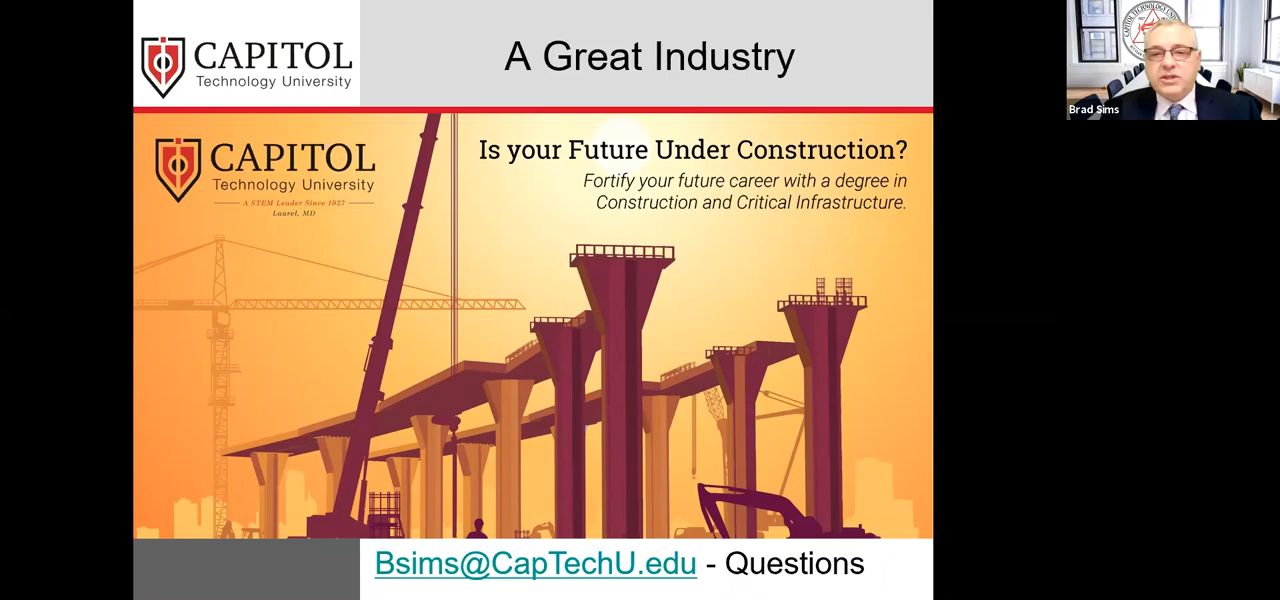 CAPITOL
Technology University
A Great Industry
CAPITOL
Technology University
A STEM Leader Since 1927
Laurel, MD
Is your Future Under Construction?
Fortify your future career with a degree in
Construction and Critical Infrastructure.
Bsims@CapTechU.edu - Questions
Brad Sims